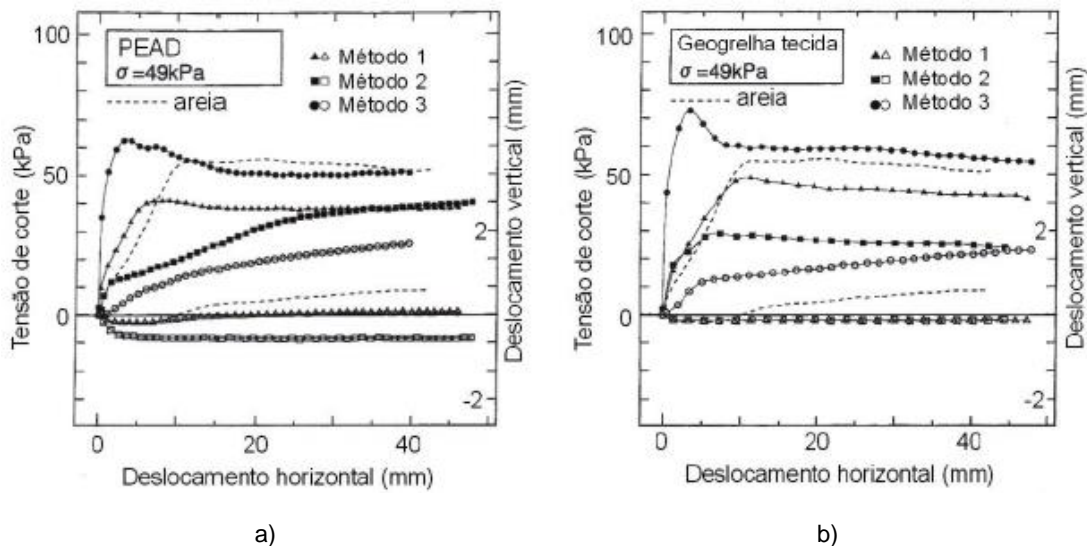 100
50
0
PEAD
σ =49kPa
areia
Método 1
Método 2
Método 3
2
-2
Tensão de corte (kPa)
Deslocamento vertical (mm)
0
20
40
Deslocamento horizontal (mm)
a)
100
50
0
Geogrelha tecida
σ =49kPa
areia
Método 1
Método 2
Método 3
2
-2
Tensão de corte (kPa)
Deslocamento vertical (mm)
0
20
40
Deslocamento horizontal (mm)
b)